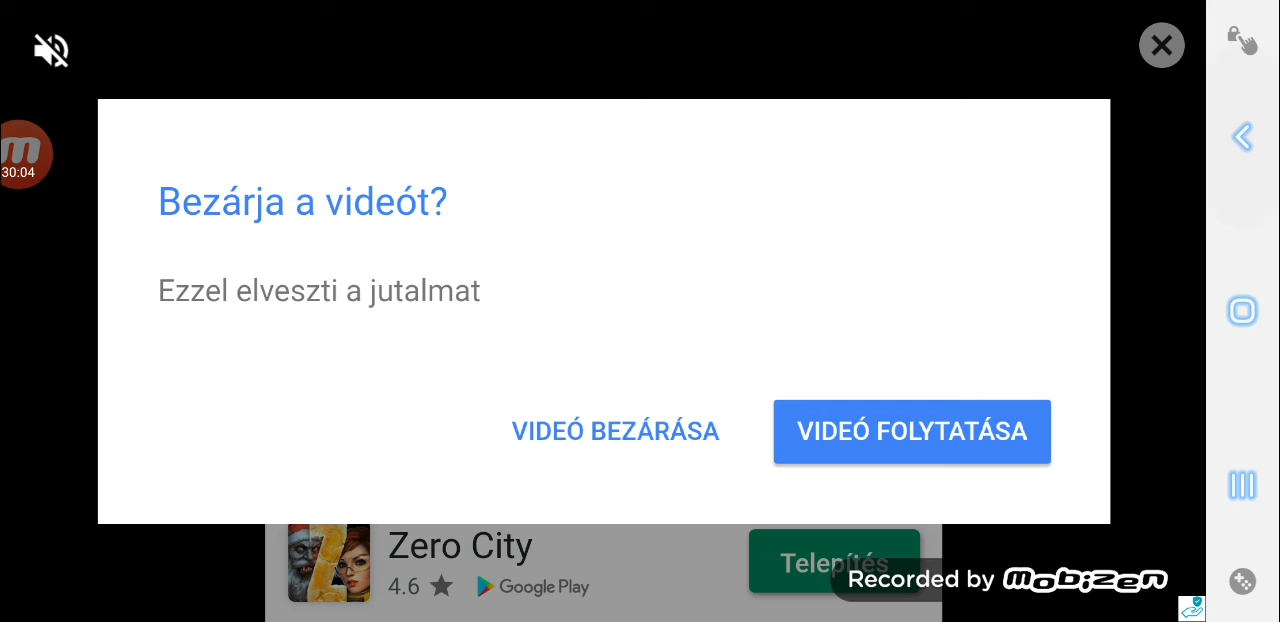 30:04
Bezárja a videót?
Ezzel elveszti a jutalmat
VIDEÓ BEZÁRÁSA
VIDEÓ FOLYTATÁSA
Zero City
4.6
Google Play
Telepítés
Recorded by mobizen